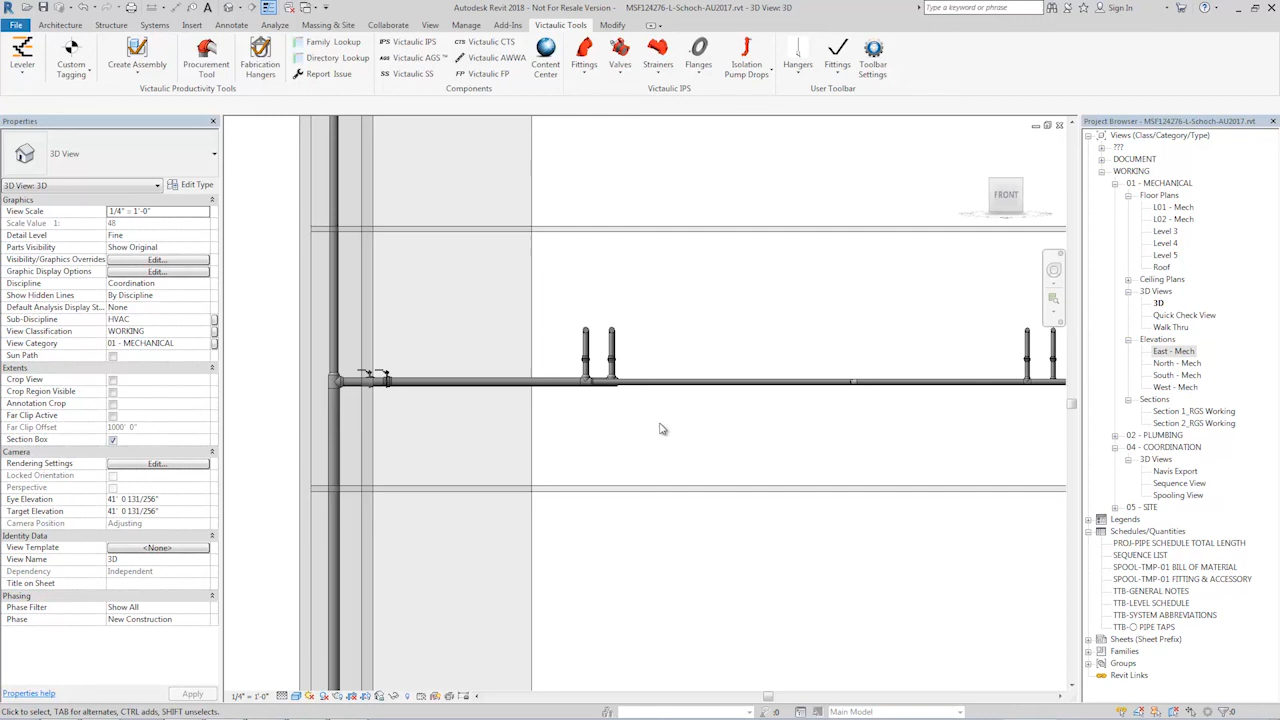 Autodesk Revit 2018 - Not For Resale Version - MSF124276-L-Schoch-AU2017.rvt - 3D View: 3D
Type a keyword or phrase
Sign In
File Architecture Structure Systems Insert Annotate Analyze Massing & Site Collaborate View Manage Add-Ins Victaulic Tools Modify
Leveler
Custom Tagging
Create Assembly
Procurement Tool
Fabrication Hangers
Family Lookup
Directory Lookup
Report Issue
IPS Victaulic IPS
AGS Victaulic AGS™
SS Victaulic SS
CTS Victaulic CTS
Victaulic AWWA
FP Victaulic FP
Content Center
Fittings
Valves
Strainers
Flanges
Isolation Pump Drops
Hangers
Fittings
Toolbar Settings
Victaulic Productivity Tools
Components
Victaulic IPS
User Toolbar
Properties
3D View
3D View: 3D
Edit Type
Graphics
View Scale 1/4" = 1'-0"
Scale Value 1: 48
Detail Level Fine
Parts Visibility Show Original
Visibility/Graphics Overrides Edit...
Graphic Display Options Edit...
Discipline Coordination
Show Hidden Lines By Discipline
Default Analysis Display St... None
Sub-Discipline HVAC
View Classification WORKING
View Category 01 - MECHANICAL
Sun Path
Extents
Crop View
Crop Region Visible
Annotation Crop
Far Clip Active
Far Clip Offset 1000' 0"
Section Box
Camera
Rendering Settings Edit...
Locked Orientation
Perspective
Eye Elevation 41' 0 131/256"
Target Elevation 41' 0 131/256"
Camera Position Adjusting
Identity Data
View Template <None>
View Name 3D
Dependency Independent
Title on Sheet
Phasing
Phase Filter Show All
Phase New Construction
Properties help
Apply
FRONT
1/4" = 1'-0"
Project Browser - MSF124276-L-Schoch-AU2017.rvt
Views (Class/Category/Type)
???
DOCUMENT
WORKING
01 - MECHANICAL
Floor Plans
L01 - Mech
L02 - Mech
Level 3
Level 4
Level 5
Roof
Ceiling Plans
3D Views
3D
Quick Check View
Walk Thru
Elevations
East - Mech
North - Mech
South - Mech
West - Mech
Sections
Section 1_RGS Working
Section 2_RGS Working
02 - PLUMBING
04 - COORDINATION
3D Views
Navis Export
Sequence View
Spooling View
05 - SITE
Legends
Schedules/Quantities
PROJ-PIPE SCHEDULE TOTAL LENGTH
SEQUENCE LIST
SPOOL-TMP-01 BILL OF MATERIAL
SPOOL-TMP-01 FITTING & ACCESSORY
TTB-GENERAL NOTES
TTB-LEVEL SCHEDULE
TTB-SYSTEM ABBREVIATIONS
TTB-◯ PIPE TAPS
Sheets (Sheet Prefix)
Families
Groups
Revit Links
Click to select, TAB for alternates, CTRL adds, SHIFT unselects.
:0
Main Model
:0